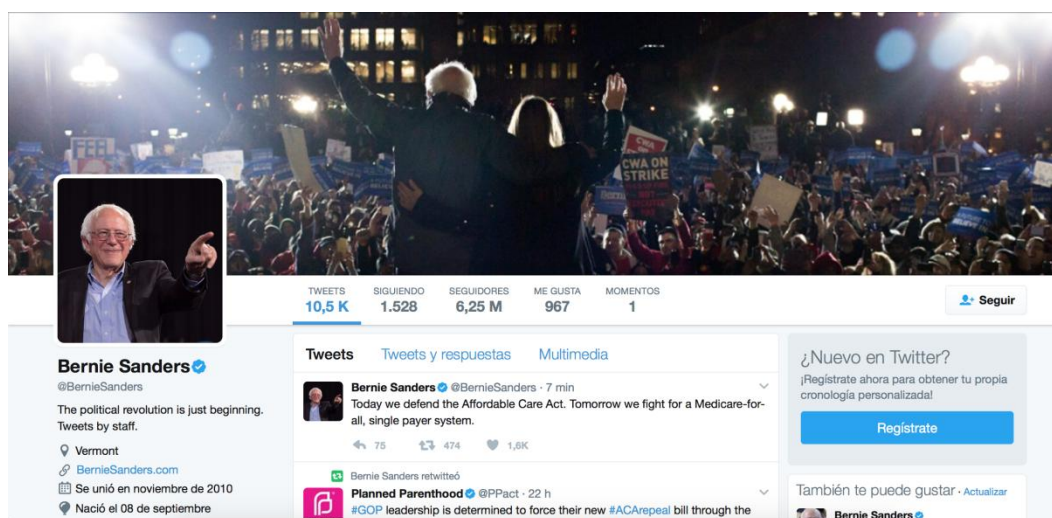 CWA ON
STRIKE
TWEETS
10,5 K
SIGUIENDO
1.528
SEGUIDORES
6,25 M
ME GUSTA
967
MOMENTOS
1
Seguir
Bernie Sanders
@BernieSanders
The political revolution is just beginning.
Tweets by staff.
Vermont
BernieSanders.com
Se unió en noviembre de 2010
Nació el 08 de septiembre
Tweets Tweets y respuestas Multimedia
Bernie Sanders @BernieSanders · 7 min
Today we defend the Affordable Care Act. Tomorrow we fight for a Medicare-for-
all, single payer system.
75 474 1,6K
Bernie Sanders retwitteó
Planned Parenthood @PPact · 22 h
#GOP leadership is determined to force their new #ACArepeal bill through the
¿Nuevo en Twitter?
¡Regístrate ahora para obtener tu propia
cronología personalizada!
Regístrate
También te puede gustar · Actualizar
Bernie Sanders